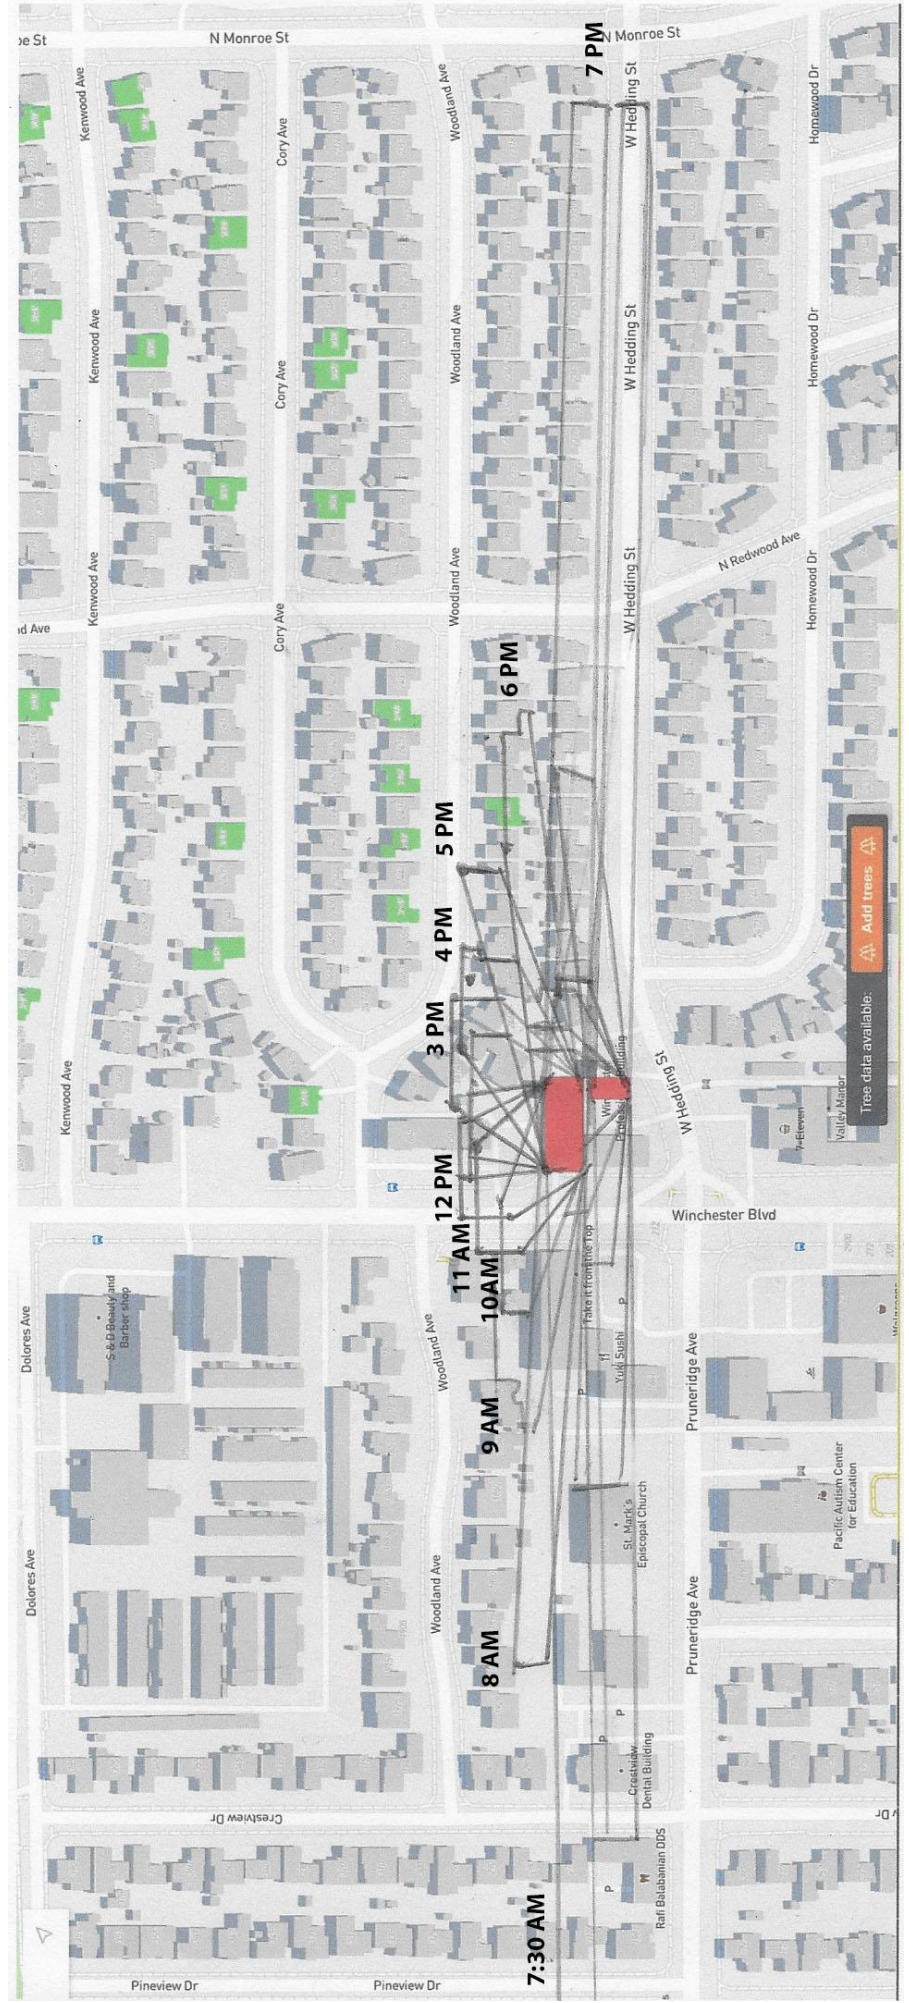 oe St
N Monroe St
N Monroe St
7 PM
Kenwood Ave
Cory Ave
Woodland Ave
W Hedding St
Homewood Dr
Kenwood Ave
Cory Ave
Woodland Ave
W Hedding St
Homewood Dr
Kenwood Ave
Cory Ave
Woodland Ave
W Hedding St
N Redwood Ave
Homewood Dr
d Ave
6 PM
5 PM
4 PM
3 PM
Tree data available:
Add trees
Kenwood Ave
W Hedding St
Building
7-Eleven
Valley Manor
12 PM
11 AM
10AM
Winchester Blvd
Take it from the Top
P
Yuki Sushi
P
Dolores Ave
S & D Beauty and
Barber shop
Woodland Ave
Pruneridge Ave
9 AM
St. Mark's
Episcopal Church
Pacific Autism Center
for Education
Dolores Ave
Woodland Ave
Pruneridge Ave
8 AM
P
P
Crestview
Dental Building
Crestview Dr
Dr
Rafi Balabanian DDS
P
7:30 AM
Pineview Dr
Pineview Dr
s